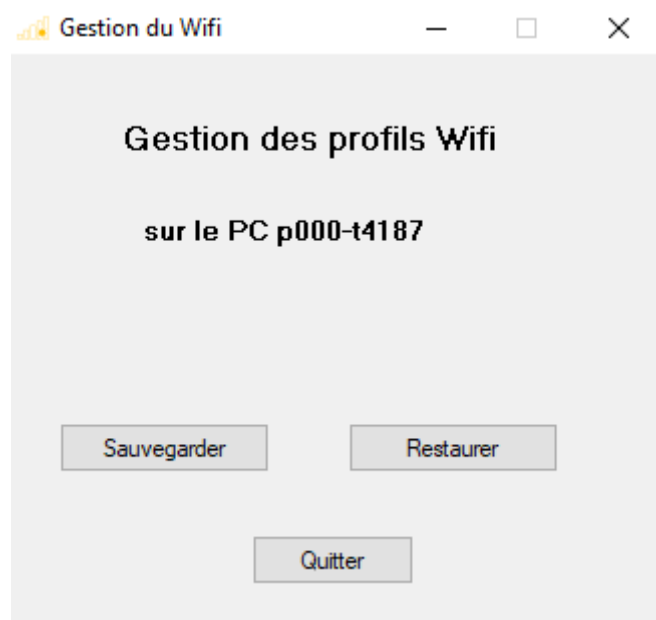 Gestion du Wifi
Gestion des profils Wifi
sur le PC p000-t4187
Sauvegarder
Restaurer
Quitter